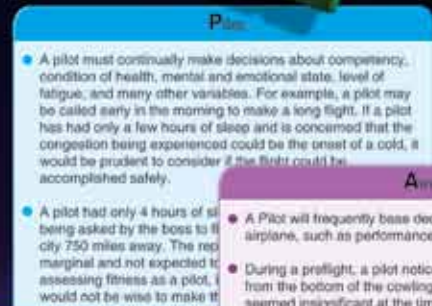 Pilot
A pilot must continually make decisions about competency,
condition of health, mental and emotional state, level of
fatigue, and many other variables. For example, a pilot may
be called early in the morning to make a long flight. If a pilot
has had only a few hours of sleep and is concerned that the
congestion being experienced could be the onset of a cold, it
would be prudent to consider if the flight could be
accomplished safely.
A pilot had only 4 hours of
being asked by the boss to
city 750 miles away. The
marginal and not expected
assessing fitness as a pilot,
would not be wise to make
A
A Pilot will frequently base
airplane, such as performance
During a preflight, a pilot
from the bottom of the cowling
seemed insignificant at the